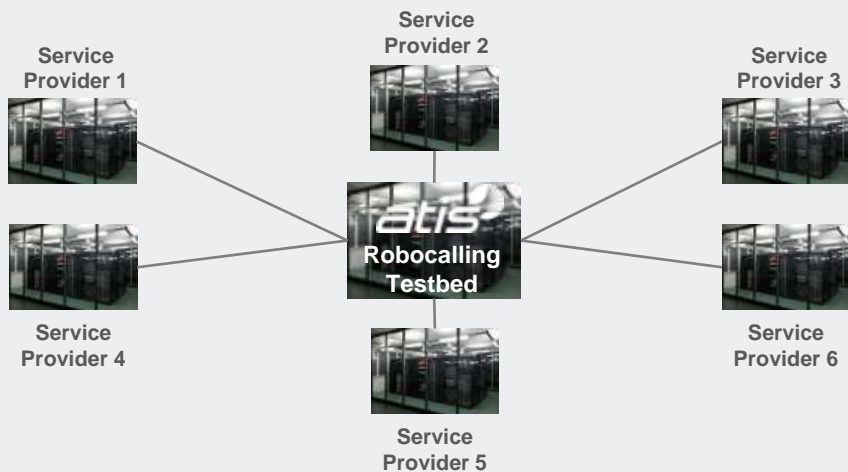 Service
Provider 1
Service
Provider 2
Service
Provider 3
atis
Robocalling
Testbed
Service
Provider 4
Service
Provider 5
Service
Provider 6